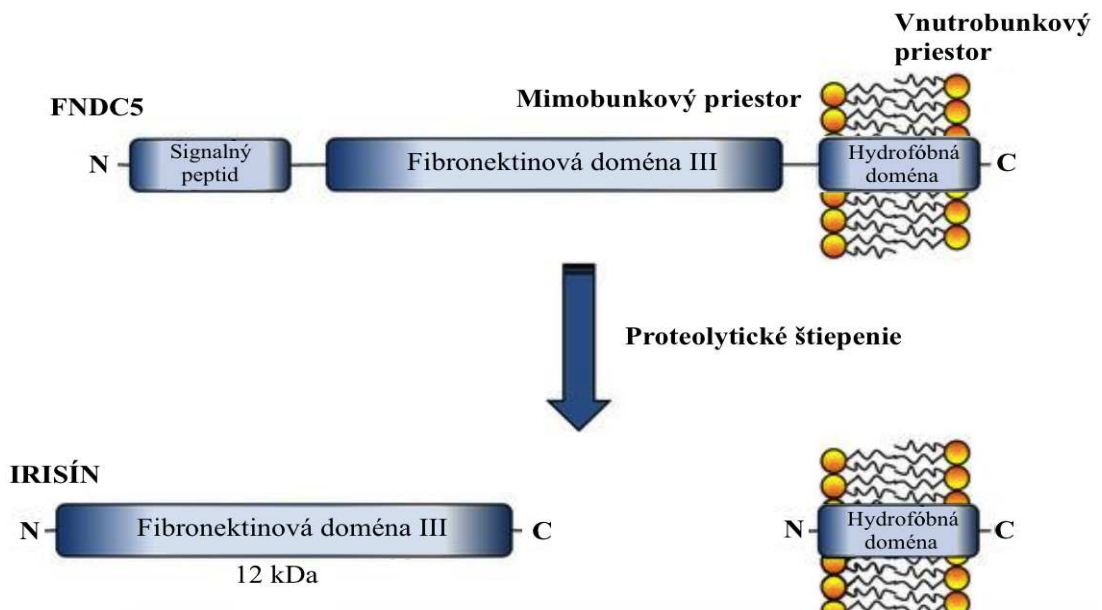 Vnutrobunkový
priestor
FNDC5
Mimobunkový priestor
N
Signalný
peptid
Fibronektinová doména III
Hydrofóbná
doména
C
Proteolytické štiepenie
IRISÍN
N
Fibronektinová doména III
C
12 kDa
N
Hydrofóbná
doména
C